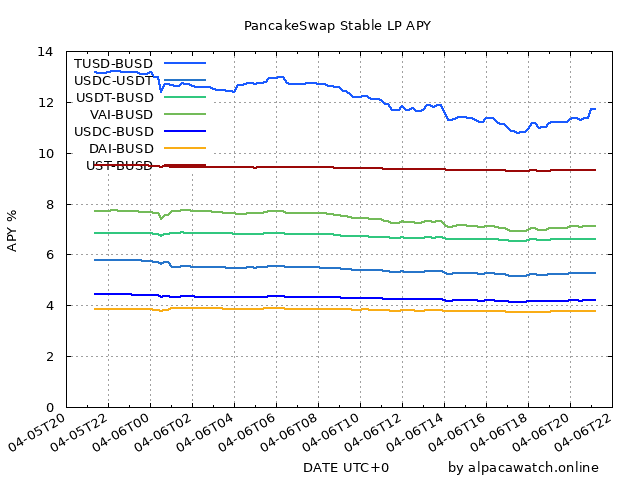 PancakeSwap Stable LP APY
14
12
10
8
6
4
2
0
APY %
TUSD-BUSD
USDC-USDT
USDT-BUSD
VAI-BUSD
USDC-BUSD
DAI-BUSD
UST-BUSD
04-05T20
04-05T22
04-06T00
04-06T02
04-06T04
04-06T06
04-06T08
04-06T10
04-06T12
04-06T14
04-06T16
04-06T18
04-06T20
04-06T22
DATE UTC+0
by alpacawatch.online